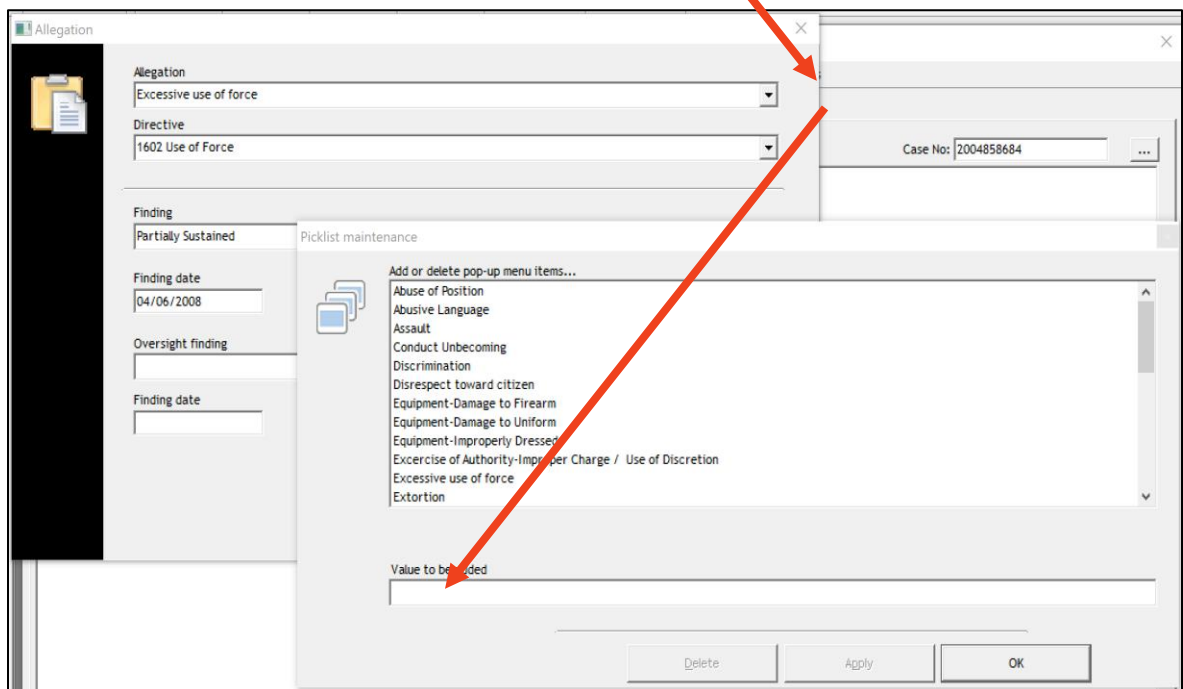 Allegation
Allegation
Excessive use of force
Directive
1602 Use of Force
Case No: 2004858684
...
Finding
Partially Sustained
Finding date
04/06/2008
Oversight finding
Finding date
Picklist maintenance
Add or delete pop-up menu items...
Abuse of Position
Abusive Language
Assault
Conduct Unbecoming
Discrimination
Disrespect toward citizen
Equipment-Damage to Firearm
Equipment-Damage to Uniform
Equipment-Improperly Dressed
Excercise of Authority-Improper Charge / Use of Discretion
Excessive use of force
Extortion
Value to be added
Delete
Apply
OK